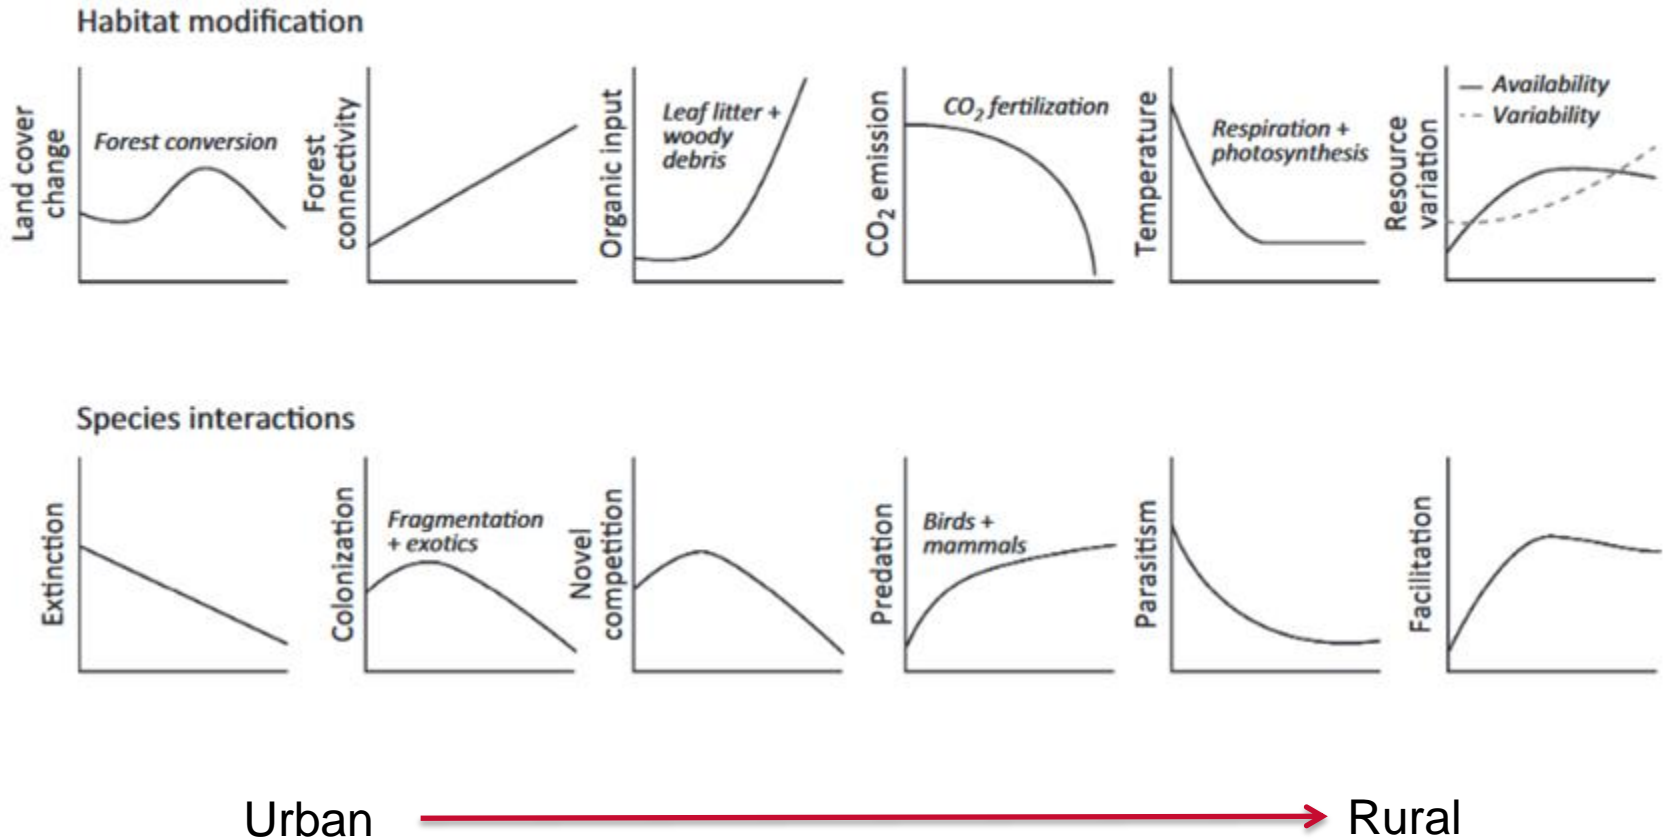 Habitat modification
Land cover
change
Forest conversion
Forest
connectivity
Organic input
Leaf litter +
woody
debris
CO₂ emission
CO₂ fertilization
Temperature
Respiration +
photosynthesis
Resource
variation
Availability
Variability
Species interactions
Extinction
Colonization
Fragmentation
+ exotics
Novel
competition
Predation
Birds +
mammals
Parasitism
Facilitation
Urban
Rural